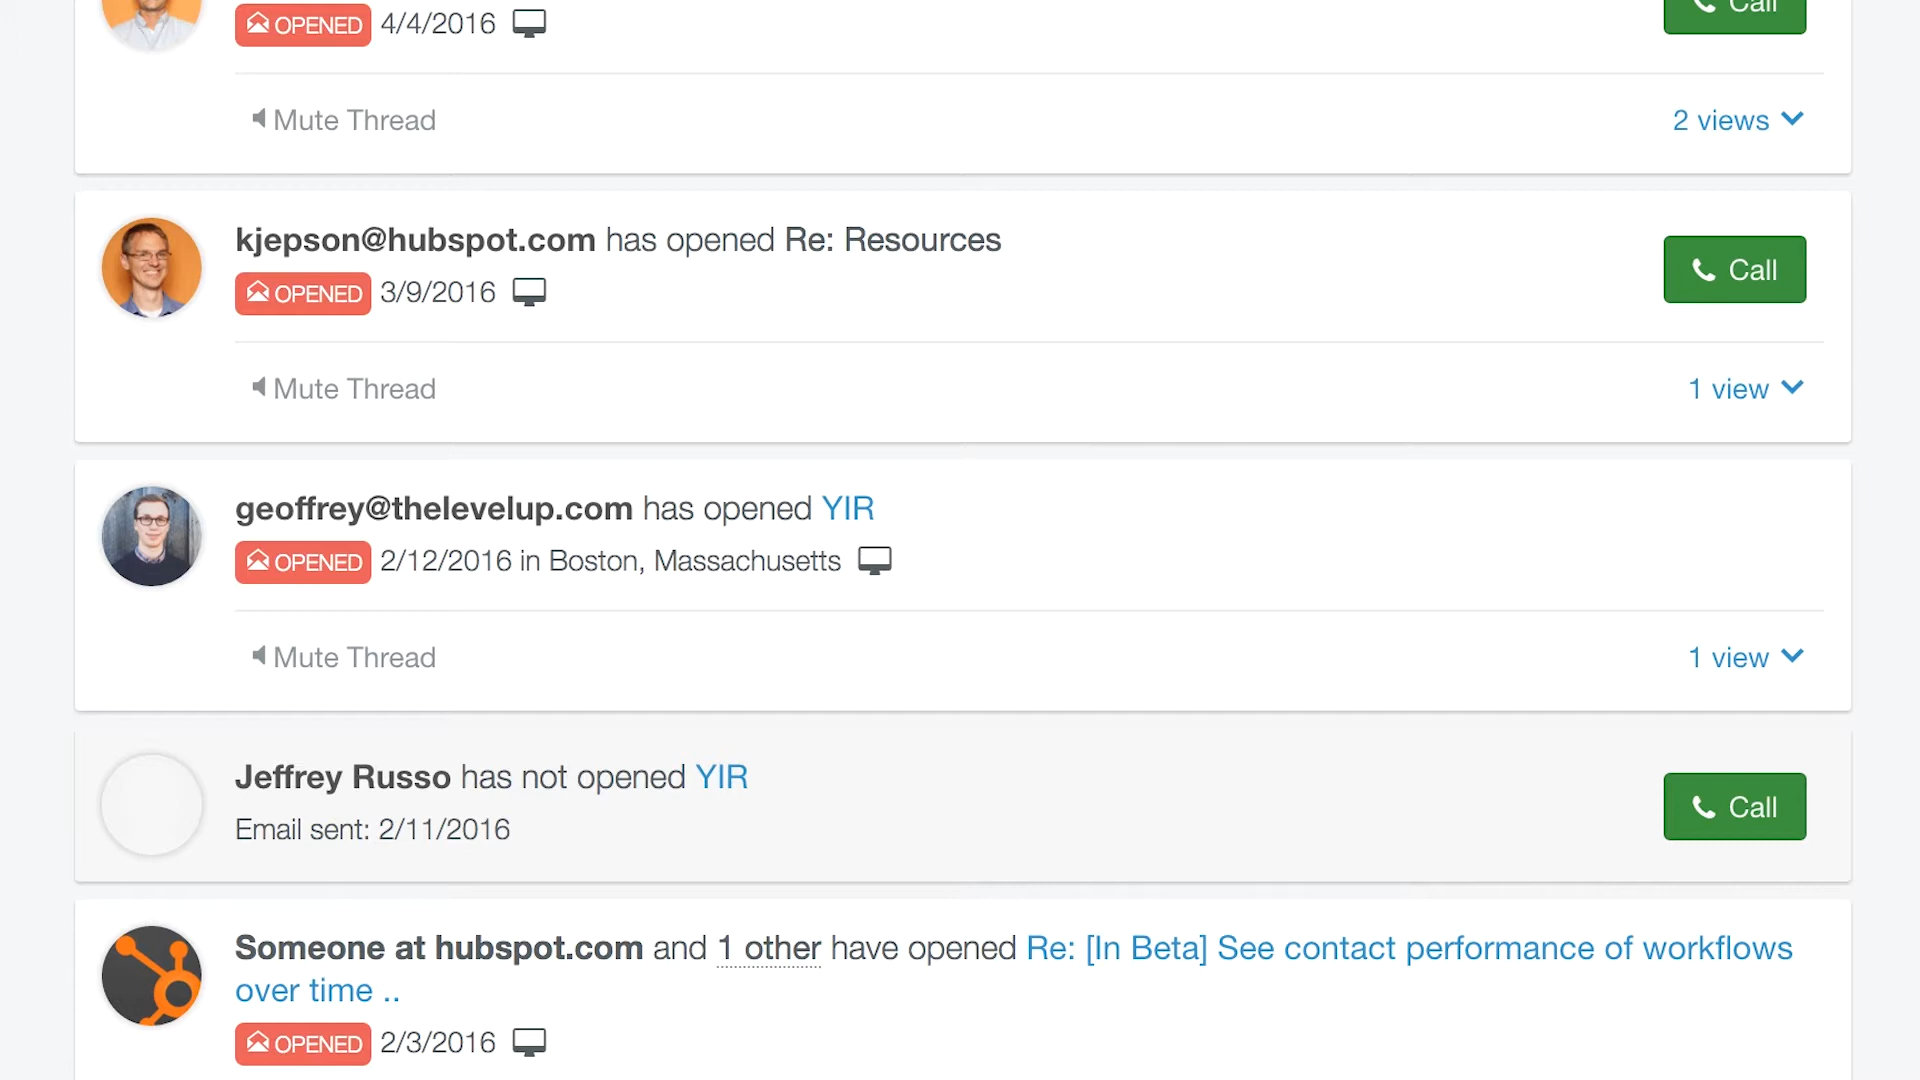 OPENED 4/4/2016
Call
Mute Thread
2 views
kjepson@hubspot.com has opened Re: Resources
OPENED 3/9/2016
Call
Mute Thread
1 view
geoffrey@thelevelup.com has opened YIR
OPENED 2/12/2016 in Boston, Massachusetts
Mute Thread
1 view
Jeffrey Russo has not opened YIR
Email sent: 2/11/2016
Call
Someone at hubspot.com and 1 other have opened Re: [In Beta] See contact performance of workflows
over time ..
OPENED 2/3/2016